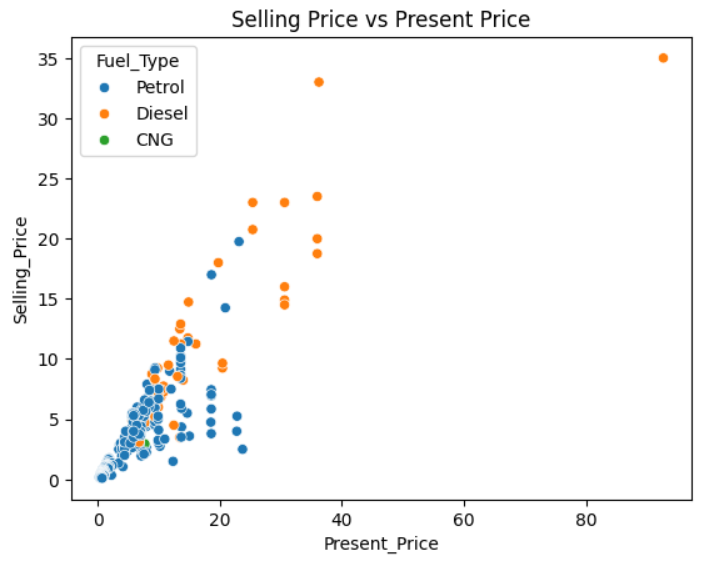 Selling Price vs Present Price
Fuel_Type
Petrol
Diesel
CNG
35
30
25
20
15
10
5
0
Selling_Price
0 20 40 60 80
Present_Price